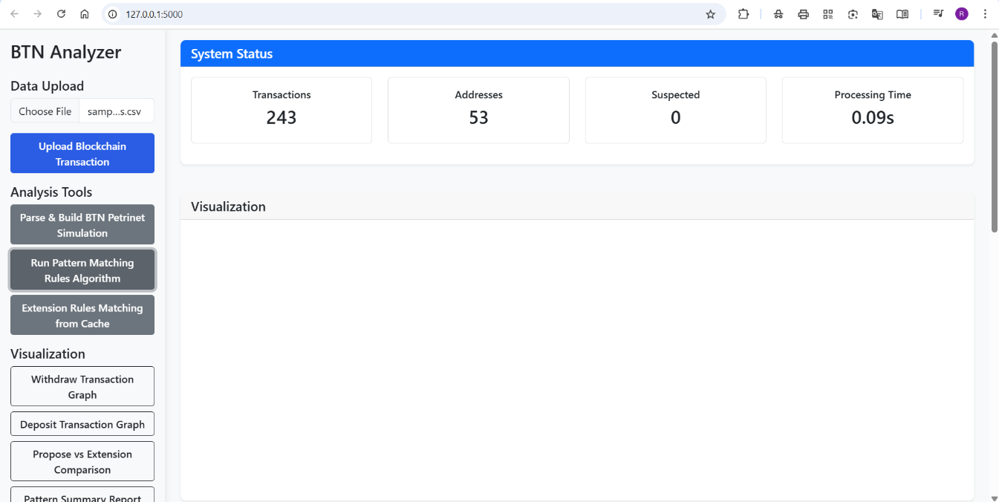 127.0.0.1:5000
R
BTN Analyzer
Data Upload
Choose File samp...s.csv
Upload Blockchain
Transaction
Analysis Tools
Parse & Build BTN Petrinet
Simulation
Run Pattern Matching
Rules Algorithm
Extension Rules Matching
from Cache
Visualization
Withdraw Transaction
Graph
Deposit Transaction Graph
Propose vs Extension
Comparison
Pattern Summary Report
System Status
Transactions
243
Addresses
53
Suspected
0
Processing Time
0.09s
Visualization